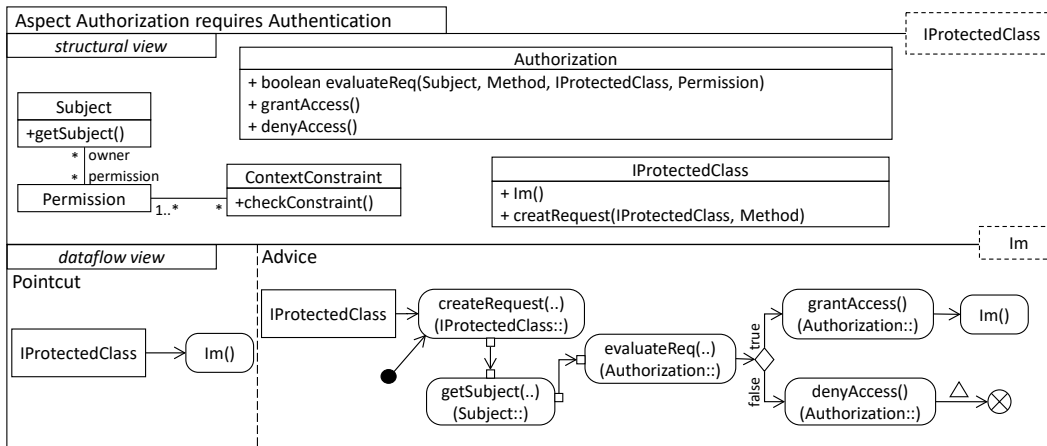 Aspect Authorization requires Authentication
IProtectedClass
structural view
Authorization
+ boolean evaluateReq(Subject, Method, IProtectedClass, Permission)
+ grantAccess()
+ denyAccess()
Subject
+getSubject()
* owner
* permission
Permission
1..*
*
ContextConstraint
+checkConstraint()
IProtectedClass
+ Im()
+ creatRequest(IProtectedClass, Method)
Im
dataflow view
Pointcut
IProtectedClass
Im()
Advice
IProtectedClass
createRequest(..)
(IProtectedClass::)
getSubject(..)
(Subject::)
evaluateReq(..)
(Authorization::)
true
false
grantAccess()
(Authorization::)
Im()
denyAccess()
(Authorization::)